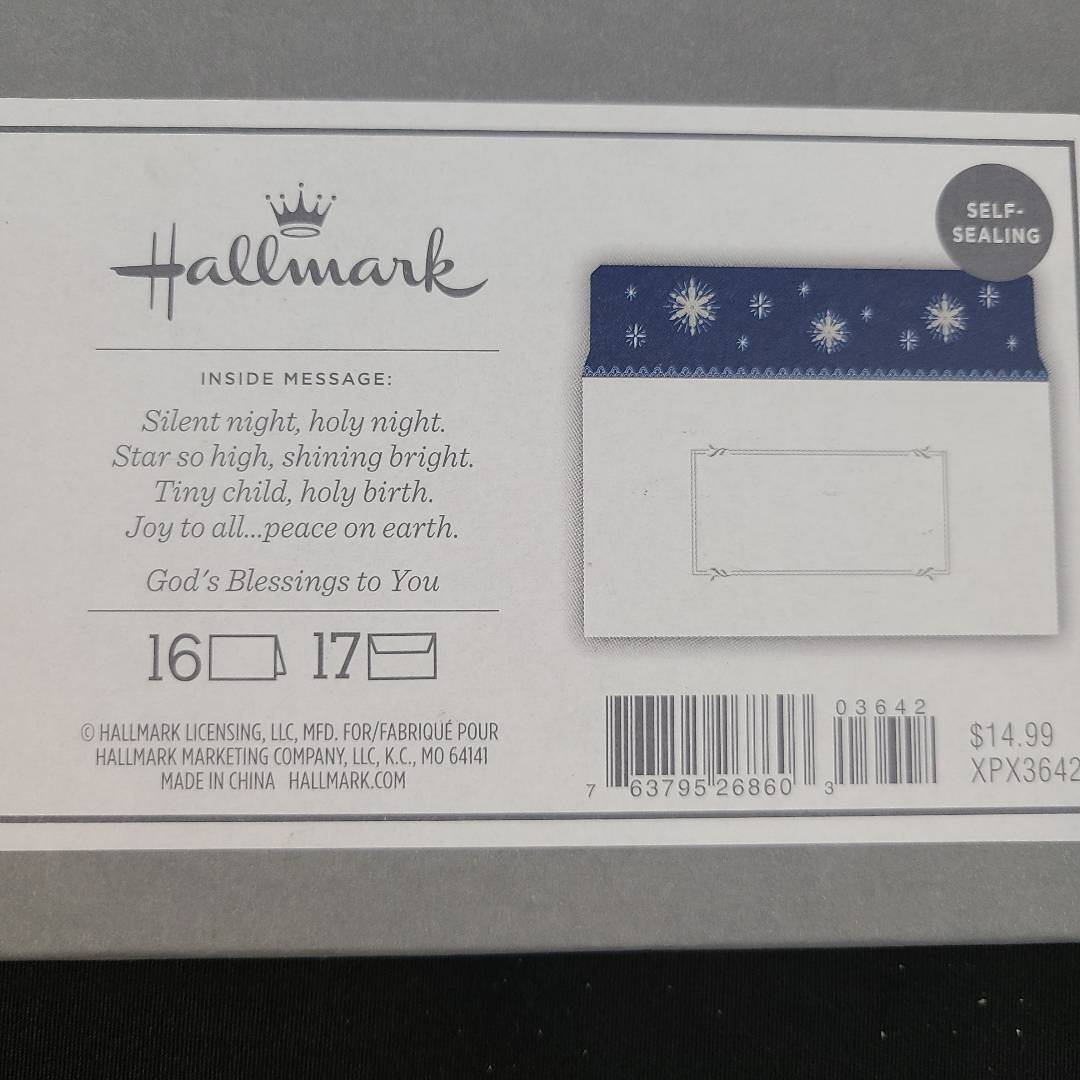 Hallmark
INSIDE MESSAGE:
Silent night, holy night.
Star so high, shining bright.
Tiny child, holy birth.
Joy to all...peace on earth.
God's Blessings to You
16 17
© HALLMARK LICENSING, LLC, MFD. FOR/FABRIQUÉ POUR
HALLMARK MARKETING COMPANY, LLC, K.C., MO 64141
MADE IN CHINA HALLMARK.COM
SELF-
SEALING
03642
7 63795 26860 3
$14.99
XPX3642